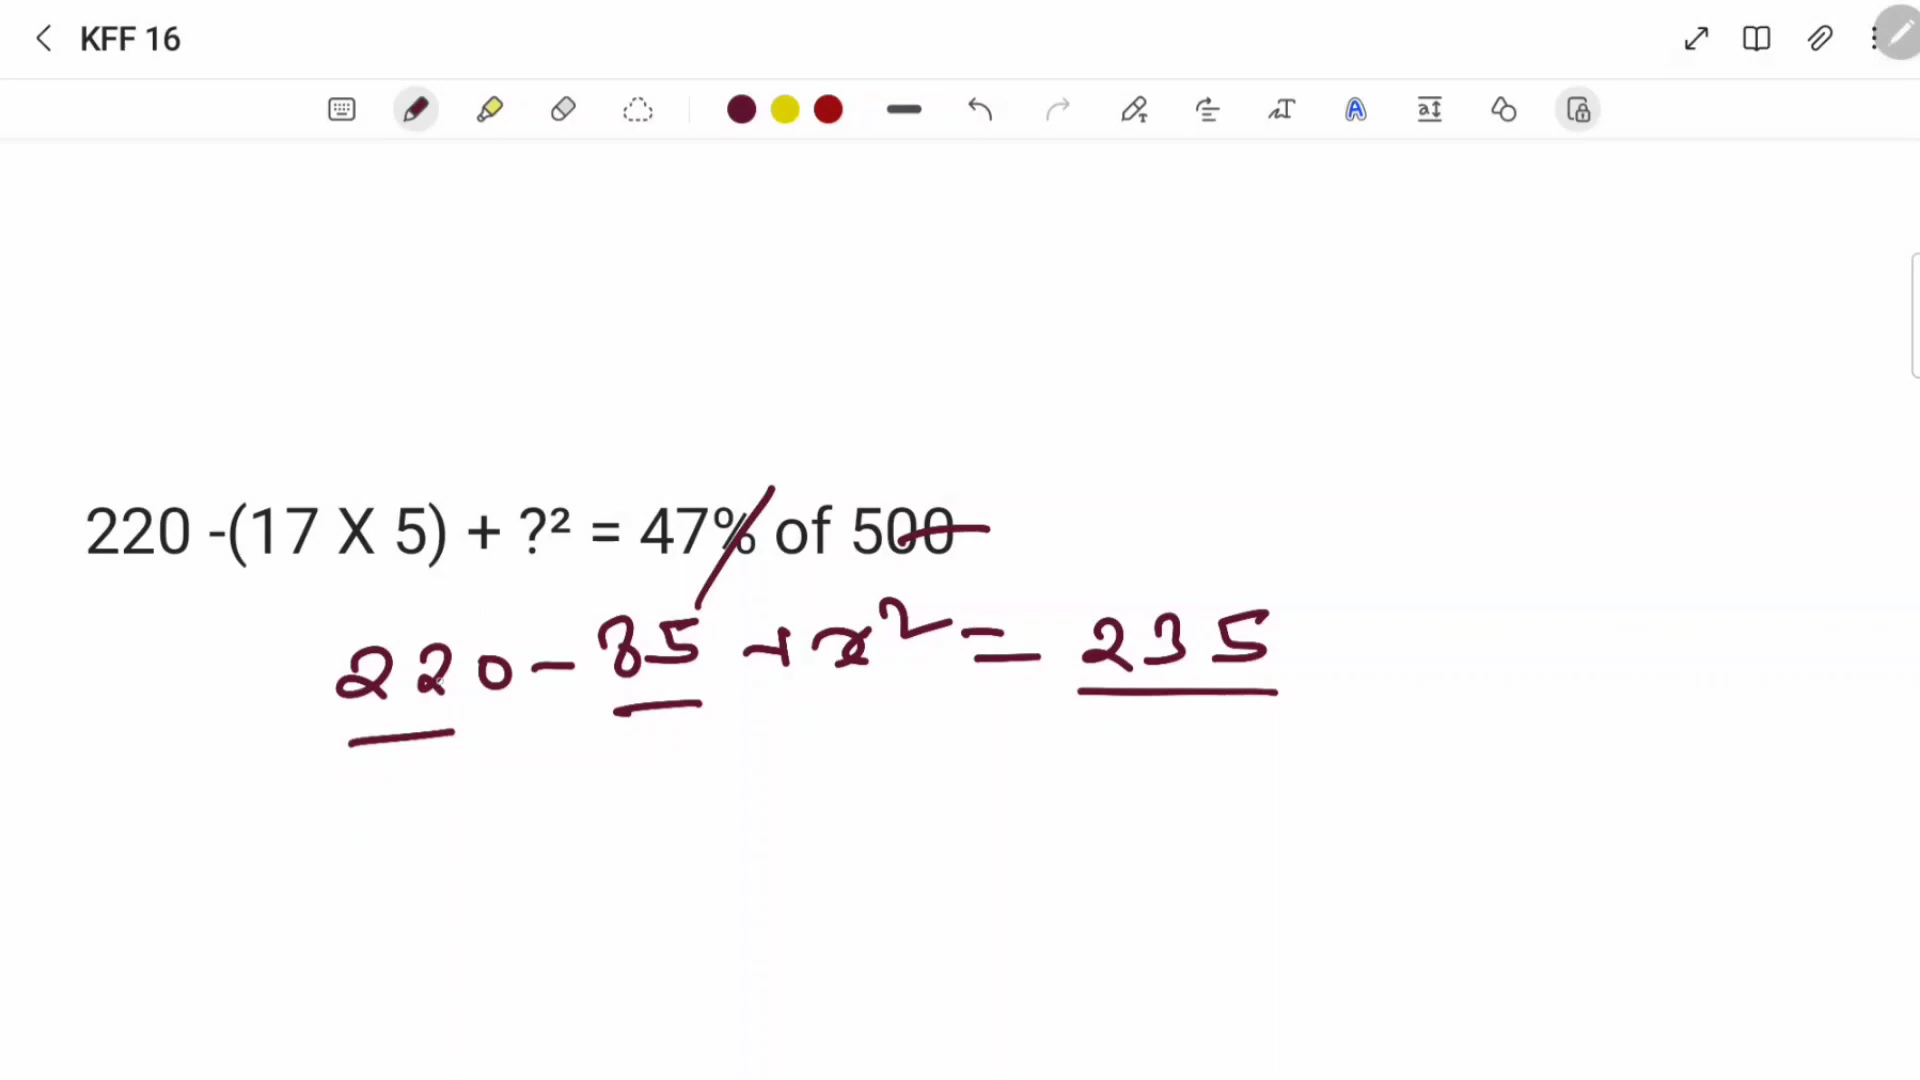 KFF 16
220 -(17 X 5) + ?² = 47% of 500
220 - 85 + x² = 235